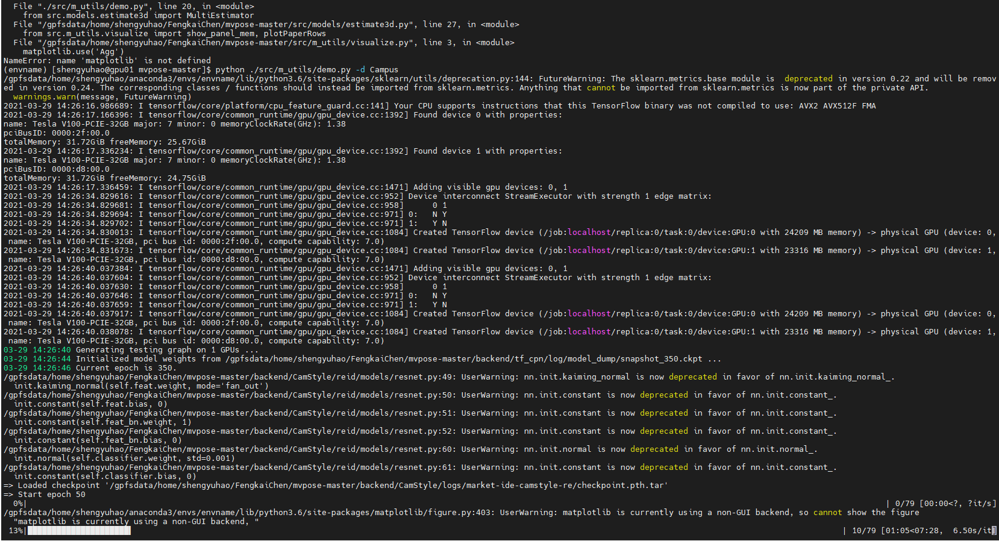 File "./src/m_utils/demo.py", line 20, in <module>
from src.models.estimate3d import MultiEstimator
File "/gpfsdata/home/shengyuhao/FengkaiChen/mvpose-master/src/models/estimate3d.py", line 27, in <module>
from src.m_utils.visualize import show_panel_mem, plotPaperRows
File "/gpfsdata/home/shengyuhao/FengkaiChen/mvpose-master/src/m_utils/visualize.py", line 3, in <module>
matplotlib.use('Agg')
NameError: name 'matplotlib' is not defined
(envname) [shengyuhao@gpu01 mvpose-master]$ python ./src/m_utils/demo.py -d Campus
/gpfsdata/home/shengyuhao/anaconda3/envs/envname/lib/python3.6/site-packages/sklearn/utils/deprecation.py:144: FutureWarning: The sklearn.metrics.base module is  deprecated in version 0.22 and will be remov
ed in version 0.24. The corresponding classes / functions should instead be imported from sklearn.metrics. Anything that cannot be imported from sklearn.metrics is now part of the private API.
warnings.warn(message, FutureWarning)
2021-03-29 14:26:16.986689: I tensorflow/core/platform/cpu_feature_guard.cc:141] Your CPU supports instructions that this TensorFlow binary was not compiled to use: AVX2 AVX512F FMA
2021-03-29 14:26:17.166396: I tensorflow/core/common_runtime/gpu/gpu_device.cc:1392] Found device 0 with properties:
name: Tesla V100-PCIE-32GB major: 7 minor: 0 memoryClockRate(GHz): 1.38
pciBusID: 0000:2f:00.0
totalMemory: 31.72GiB freeMemory: 25.67GiB
2021-03-29 14:26:17.336234: I tensorflow/core/common_runtime/gpu/gpu_device.cc:1392] Found device 1 with properties:
name: Tesla V100-PCIE-32GB major: 7 minor: 0 memoryClockRate(GHz): 1.38
pciBusID: 0000:d8:00.0
totalMemory: 31.72GiB freeMemory: 24.75GiB
2021-03-29 14:26:17.336459: I tensorflow/core/common_runtime/gpu/gpu_device.cc:1471] Adding visible gpu devices: 0, 1
2021-03-29 14:26:34.829616: I tensorflow/core/common_runtime/gpu/gpu_device.cc:952] Device interconnect StreamExecutor with strength 1 edge matrix:
2021-03-29 14:26:34.829681: I tensorflow/core/common_runtime/gpu/gpu_device.cc:958]      0 1
2021-03-29 14:26:34.829694: I tensorflow/core/common_runtime/gpu/gpu_device.cc:971] 0:   N Y
2021-03-29 14:26:34.829702: I tensorflow/core/common_runtime/gpu/gpu_device.cc:971] 1:   Y N
2021-03-29 14:26:34.830013: I tensorflow/core/common_runtime/gpu/gpu_device.cc:1084] Created TensorFlow device (/job:localhost/replica:0/task:0/device:GPU:0 with 24209 MB memory) -> physical GPU (device: 0,
name: Tesla V100-PCIE-32GB, pci bus id: 0000:2f:00.0, compute capability: 7.0)
2021-03-29 14:26:34.831673: I tensorflow/core/common_runtime/gpu/gpu_device.cc:1084] Created TensorFlow device (/job:localhost/replica:0/task:0/device:GPU:1 with 23316 MB memory) -> physical GPU (device: 1,
name: Tesla V100-PCIE-32GB, pci bus id: 0000:d8:00.0, compute capability: 7.0)
2021-03-29 14:26:40.037384: I tensorflow/core/common_runtime/gpu/gpu_device.cc:1471] Adding visible gpu devices: 0, 1
2021-03-29 14:26:40.037604: I tensorflow/core/common_runtime/gpu/gpu_device.cc:952] Device interconnect StreamExecutor with strength 1 edge matrix:
2021-03-29 14:26:40.037630: I tensorflow/core/common_runtime/gpu/gpu_device.cc:958]      0 1
2021-03-29 14:26:40.037646: I tensorflow/core/common_runtime/gpu/gpu_device.cc:971] 0:   N Y
2021-03-29 14:26:40.037659: I tensorflow/core/common_runtime/gpu/gpu_device.cc:971] 1:   Y N
2021-03-29 14:26:40.037917: I tensorflow/core/common_runtime/gpu/gpu_device.cc:1084] Created TensorFlow device (/job:localhost/replica:0/task:0/device:GPU:0 with 24209 MB memory) -> physical GPU (device: 0,
name: Tesla V100-PCIE-32GB, pci bus id: 0000:2f:00.0, compute capability: 7.0)
2021-03-29 14:26:40.038078: I tensorflow/core/common_runtime/gpu/gpu_device.cc:1084] Created TensorFlow device (/job:localhost/replica:0/task:0/device:GPU:1 with 23316 MB memory) -> physical GPU (device: 1,
name: Tesla V100-PCIE-32GB, pci bus id: 0000:d8:00.0, compute capability: 7.0)
03-29 14:26:40 Generating testing graph on 1 GPUs ...
03-29 14:26:44 Initialized model weights from /gpfsdata/home/shengyuhao/FengkaiChen/mvpose-master/backend/tf_cpn/log/model_dump/snapshot_350.ckpt ...
03-29 14:26:46 Current epoch is 350.
/gpfsdata/home/shengyuhao/FengkaiChen/mvpose-master/backend/CamStyle/reid/models/resnet.py:49: UserWarning: nn.init.kaiming_normal is now deprecated in favor of nn.init.kaiming_normal_.
init.kaiming_normal(self.feat.weight, mode='fan_out')
/gpfsdata/home/shengyuhao/FengkaiChen/mvpose-master/backend/CamStyle/reid/models/resnet.py:50: UserWarning: nn.init.constant is now deprecated in favor of nn.init.constant_.
init.constant(self.feat.bias, 0)
/gpfsdata/home/shengyuhao/FengkaiChen/mvpose-master/backend/CamStyle/reid/models/resnet.py:51: UserWarning: nn.init.constant is now deprecated in favor of nn.init.constant_.
init.constant(self.feat_bn.weight, 1)
/gpfsdata/home/shengyuhao/FengkaiChen/mvpose-master/backend/CamStyle/reid/models/resnet.py:52: UserWarning: nn.init.constant is now deprecated in favor of nn.init.constant_.
init.constant(self.feat_bn.bias, 0)
/gpfsdata/home/shengyuhao/FengkaiChen/mvpose-master/backend/CamStyle/reid/models/resnet.py:60: UserWarning: nn.init.normal is now deprecated in favor of nn.init.normal_.
init.normal(self.classifier.weight, std=0.001)
/gpfsdata/home/shengyuhao/FengkaiChen/mvpose-master/backend/CamStyle/reid/models/resnet.py:61: UserWarning: nn.init.constant is now deprecated in favor of nn.init.constant_.
init.constant(self.classifier.bias, 0)
=> Loaded checkpoint '/gpfsdata/home/shengyuhao/FengkaiChen/mvpose-master/backend/CamStyle/logs/market-ide-camstyle-re/checkpoint.pth.tar'
=> Start epoch 50
0%| | 0/79 [00:00<?, ?it/s]
/gpfsdata/home/shengyuhao/anaconda3/envs/envname/lib/python3.6/site-packages/matplotlib/figure.py:403: UserWarning: matplotlib is currently using a non-GUI backend, so cannot show the figure
"matplotlib is currently using a non-GUI backend, "
13%| | 10/79 [01:05<07:28,  6.50s/it]